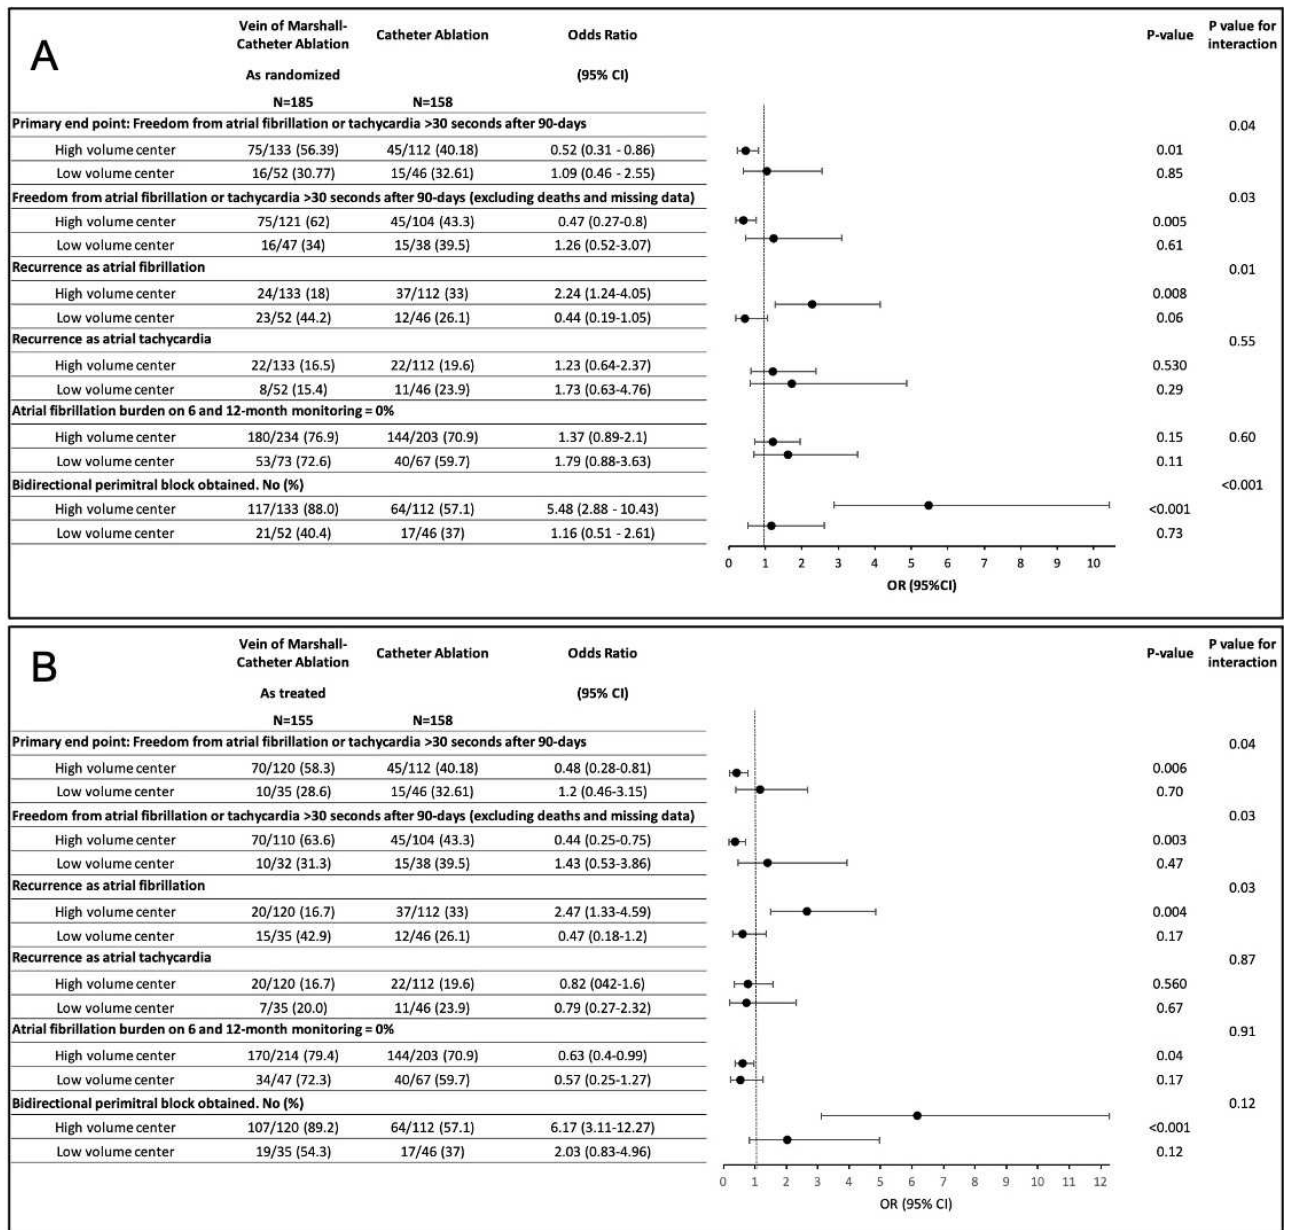 A
Vein of Marshall-
Catheter Ablation Catheter Ablation Odds Ratio P-value P value for
interaction
As randomized (95% CI)
N=185 N=158
Primary end point: Freedom from atrial fibrillation or tachycardia >30 seconds after 90-days 0.04
High volume center 75/133 (56.39) 45/112 (40.18) 0.52 (0.31 - 0.86) 0.01
Low volume center 16/52 (30.77) 15/46 (32.61) 1.09 (0.46 - 2.55) 0.85
Freedom from atrial fibrillation or tachycardia >30 seconds after 90-days (excluding deaths and missing data) 0.03
High volume center 75/121 (62) 45/104 (43.3) 0.47 (0.27-0.8) 0.005
Low volume center 16/47 (34) 15/38 (39.5) 1.26 (0.52-3.07) 0.61
Recurrence as atrial fibrillation 0.01
High volume center 24/133 (18) 37/112 (33) 2.24 (1.24-4.05) 0.008
Low volume center 23/52 (44.2) 12/46 (26.1) 0.44 (0.19-1.05) 0.06
Recurrence as atrial tachycardia 0.55
High volume center 22/133 (16.5) 22/112 (19.6) 1.23 (0.64-2.37) 0.530
Low volume center 8/52 (15.4) 11/46 (23.9) 1.73 (0.63-4.76) 0.29
Atrial fibrillation burden on 6 and 12-month monitoring = 0%
High volume center 180/234 (76.9) 144/203 (70.9) 1.37 (0.89-2.1) 0.15 0.60
Low volume center 53/73 (72.6) 40/67 (59.7) 1.79 (0.88-3.63) 0.11
Bidirectional perimitral block obtained. No (%) <0.001
High volume center 117/133 (88.0) 64/112 (57.1) 5.48 (2.88 - 10.43) <0.001
Low volume center 21/52 (40.4) 17/46 (37) 1.16 (0.51 - 2.61) 0.73
0 1 2 3 4 5 6 7 8 9 10
OR (95%CI)
B
Vein of Marshall-
Catheter Ablation Catheter Ablation Odds Ratio P-value P value for
interaction
As treated (95% CI)
N=155 N=158
Primary end point: Freedom from atrial fibrillation or tachycardia >30 seconds after 90-days 0.04
High volume center 70/120 (58.3) 45/112 (40.18) 0.48 (0.28-0.81) 0.006
Low volume center 10/35 (28.6) 15/46 (32.61) 1.2 (0.46-3.15) 0.70
Freedom from atrial fibrillation or tachycardia >30 seconds after 90-days (excluding deaths and missing data) 0.03
High volume center 70/110 (63.6) 45/104 (43.3) 0.44 (0.25-0.75) 0.003
Low volume center 10/32 (31.3) 15/38 (39.5) 1.43 (0.53-3.86) 0.47
Recurrence as atrial fibrillation 0.03
High volume center 20/120 (16.7) 37/112 (33) 2.47 (1.33-4.59) 0.004
Low volume center 15/35 (42.9) 12/46 (26.1) 0.47 (0.18-1.2) 0.17
Recurrence as atrial tachycardia 0.87
High volume center 20/120 (16.7) 22/112 (19.6) 0.82 (042-1.6) 0.560
Low volume center 7/35 (20.0) 11/46 (23.9) 0.79 (0.27-2.32) 0.67
Atrial fibrillation burden on 6 and 12-month monitoring = 0% 0.91
High volume center 170/214 (79.4) 144/203 (70.9) 0.63 (0.4-0.99) 0.04
Low volume center 34/47 (72.3) 40/67 (59.7) 0.57 (0.25-1.27) 0.17
Bidirectional perimitral block obtained. No (%) 0.12
High volume center 107/120 (89.2) 64/112 (57.1) 6.17 (3.11-12.27) <0.001
Low volume center 19/35 (54.3) 17/46 (37) 2.03 (0.83-4.96) 0.12
0 1 2 3 4 5 6 7 8 9 10 11 12
OR (95% CI)